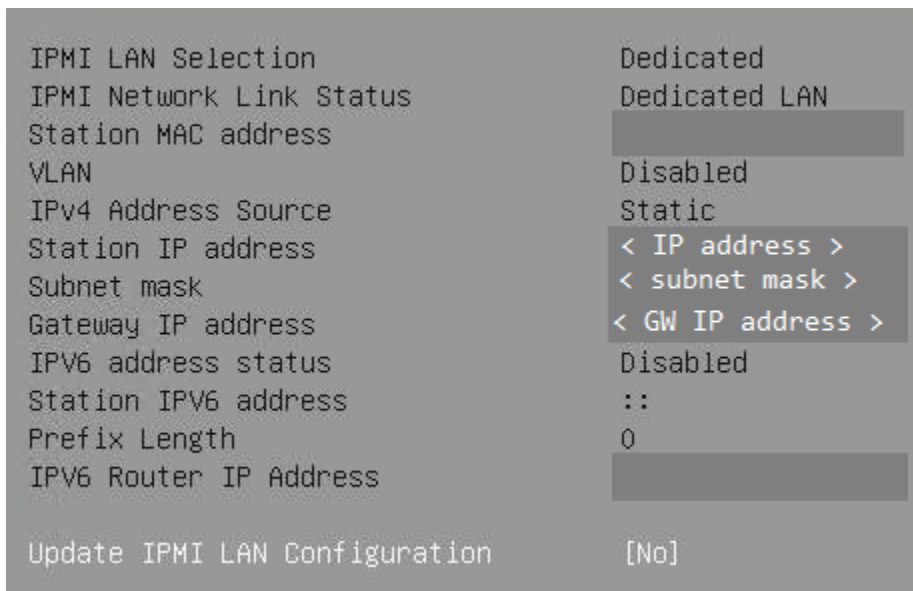 IPMI LAN Selection Dedicated
IPMI Network Link Status Dedicated LAN
Station MAC address
VLAN Disabled
IPv4 Address Source Static
Station IP address < IP address >
Subnet mask < subnet mask >
Gateway IP address < GW IP address >
IPV6 address status Disabled
Station IPV6 address ::
Prefix Length 0
IPV6 Router IP Address
Update IPMI LAN Configuration [No]